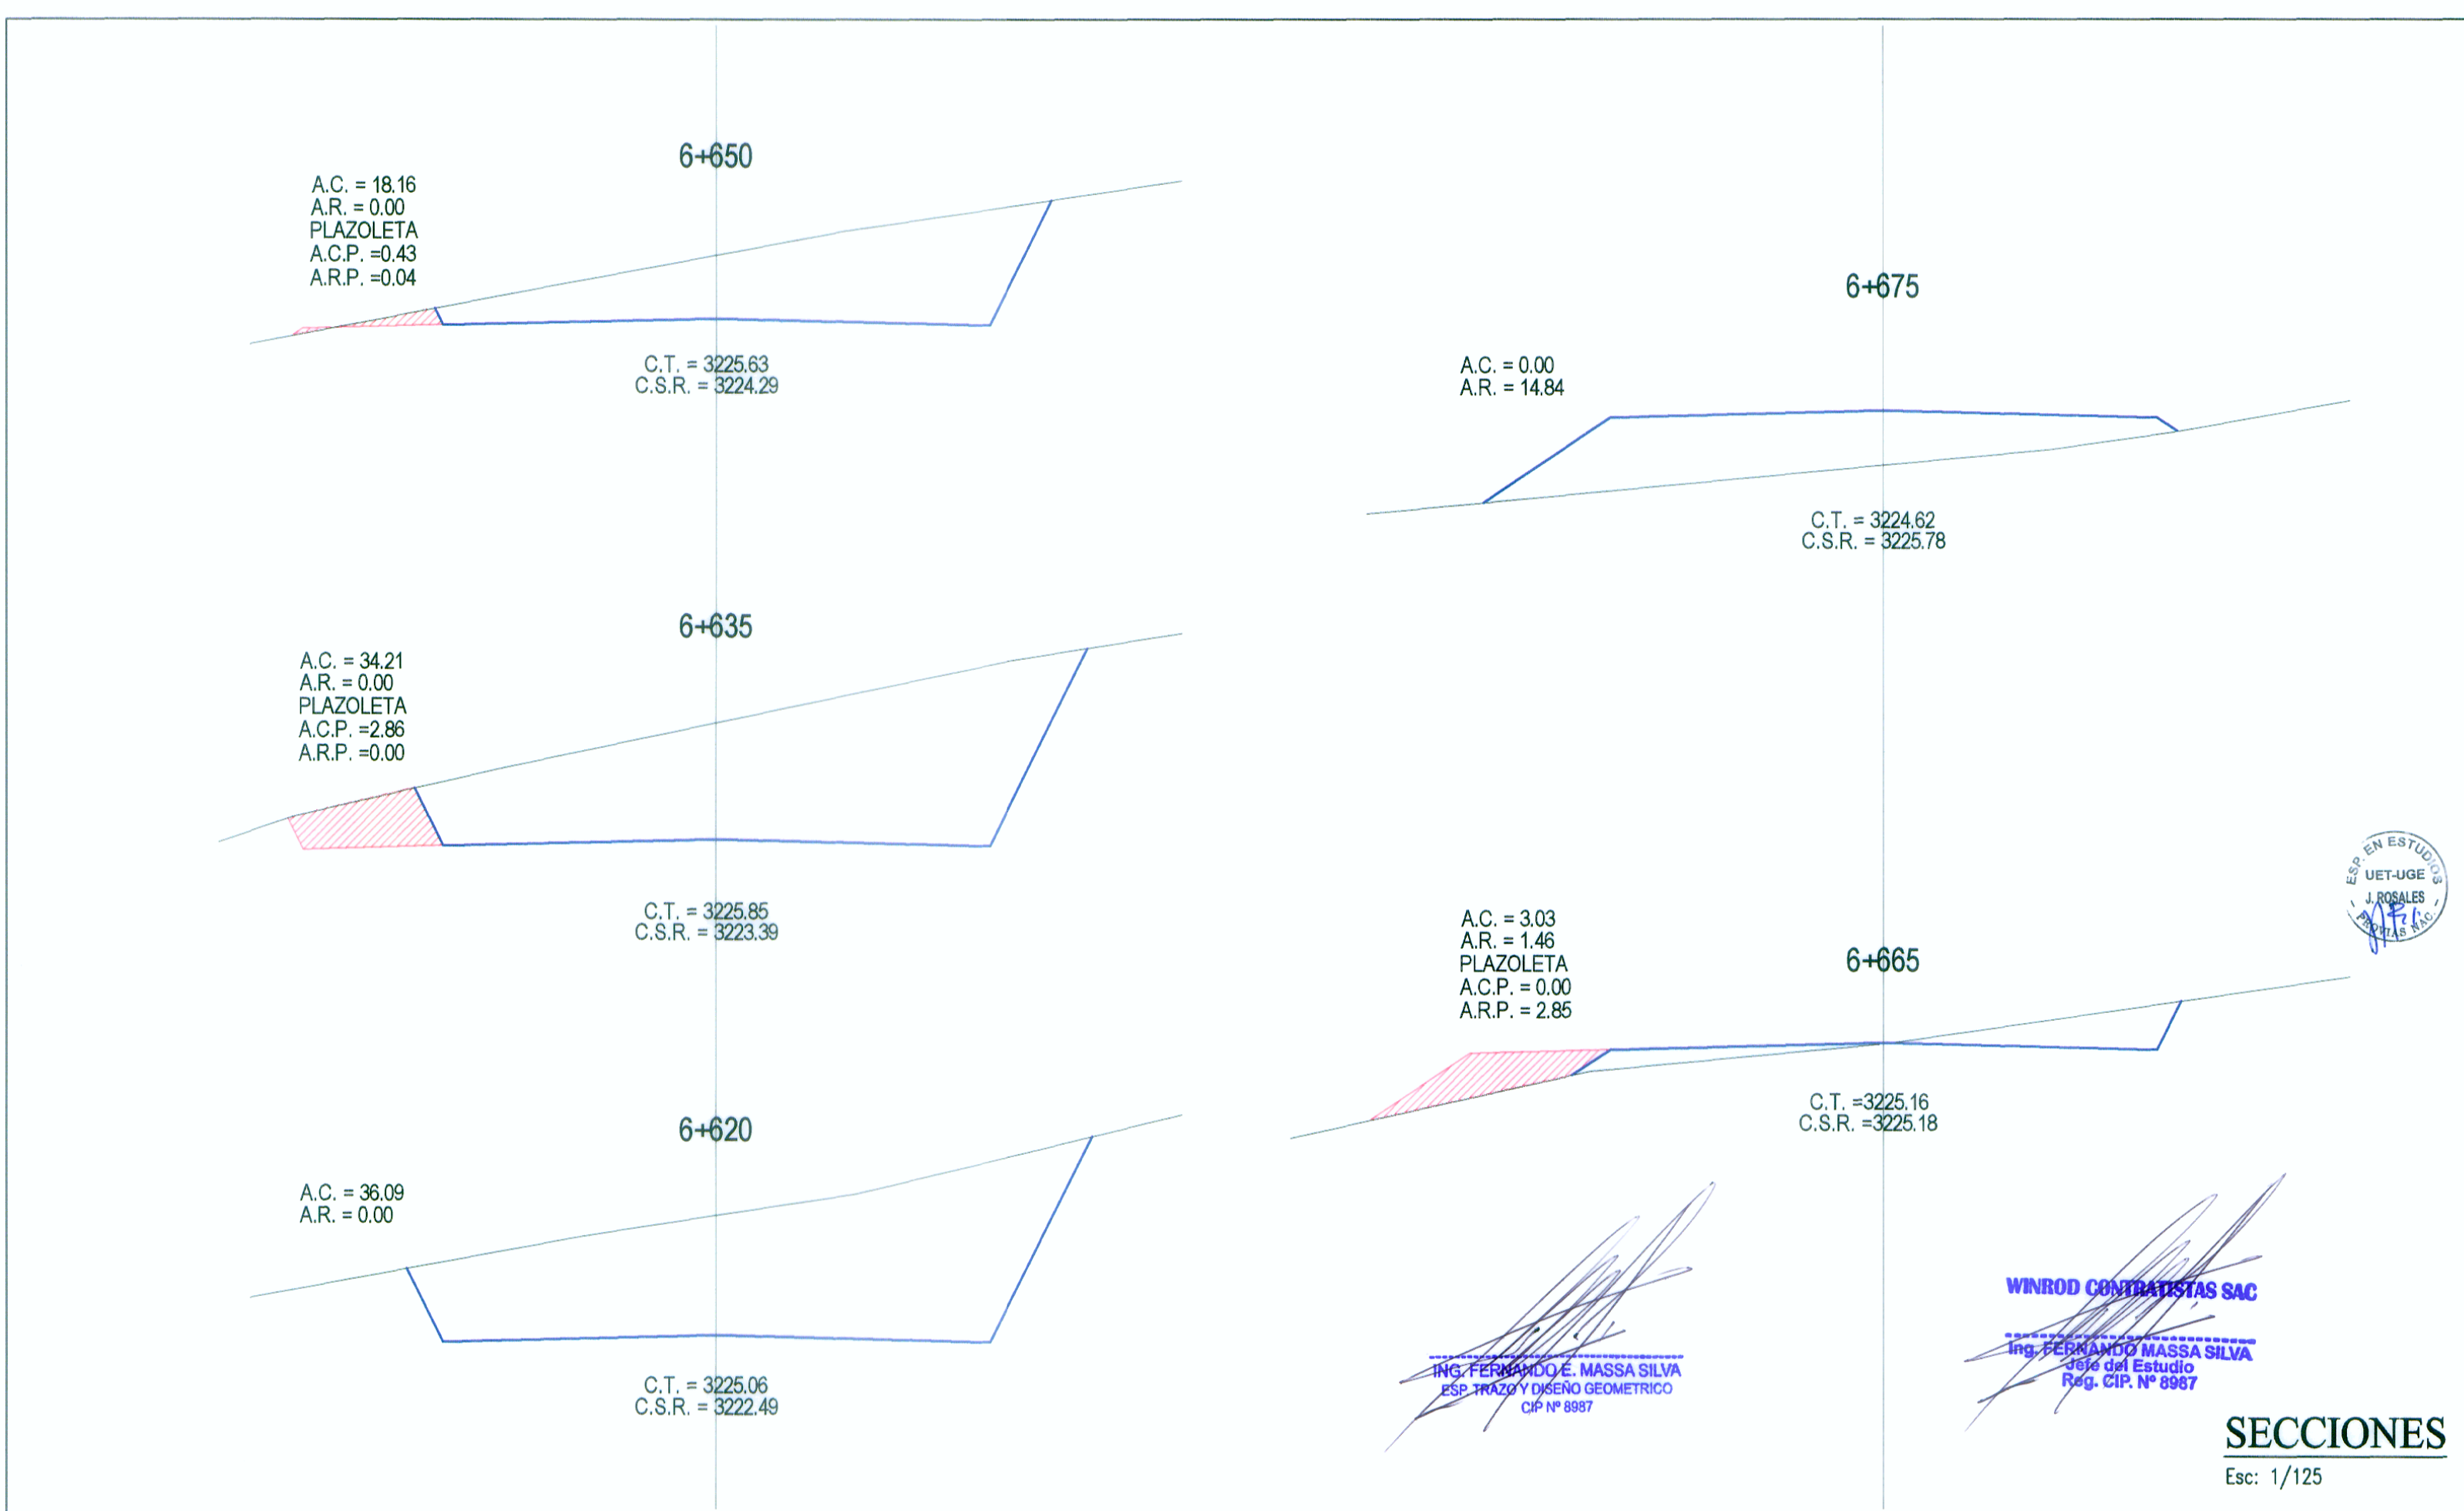 6+650
A.C. = 18.16
A.R. = 0.00
PLAZOLETA
A.C.P. =0.43
A.R.P. =0.04
C.T. = 3225.63
C.S.R. = 3224.29
6+635
A.C. = 34.21
A.R. = 0.00
PLAZOLETA
A.C.P. =2.86
A.R.P. =0.00
C.T. = 3225.85
C.S.R. = 3223.39
6+620
A.C. = 36.09
A.R. = 0.00
C.T. = 3225.06
C.S.R. = 3222.49
6+675
A.C. = 0.00
A.R. = 14.84
C.T. = 3224.62
C.S.R. = 3225.78
6+665
A.C. = 3.03
A.R. = 1.46
PLAZOLETA
A.C.P. = 0.00
A.R.P. = 2.85
C.T. =3225.16
C.S.R. =3225.18
ESP. EN ESTUDIOS
UET-UGE
J. ROSALES
PROVIAS NAC.
ING. FERNANDO E. MASSA SILVA
ESP. TRAZO Y DISEÑO GEOMETRICO
CIP Nº 8987
WINROD CONTRATISTAS SAC
Ing. FERNANDO MASSA SILVA
Jefe del Estudio
Reg. CIP. Nº 8987
SECCIONES
Esc: 1/125